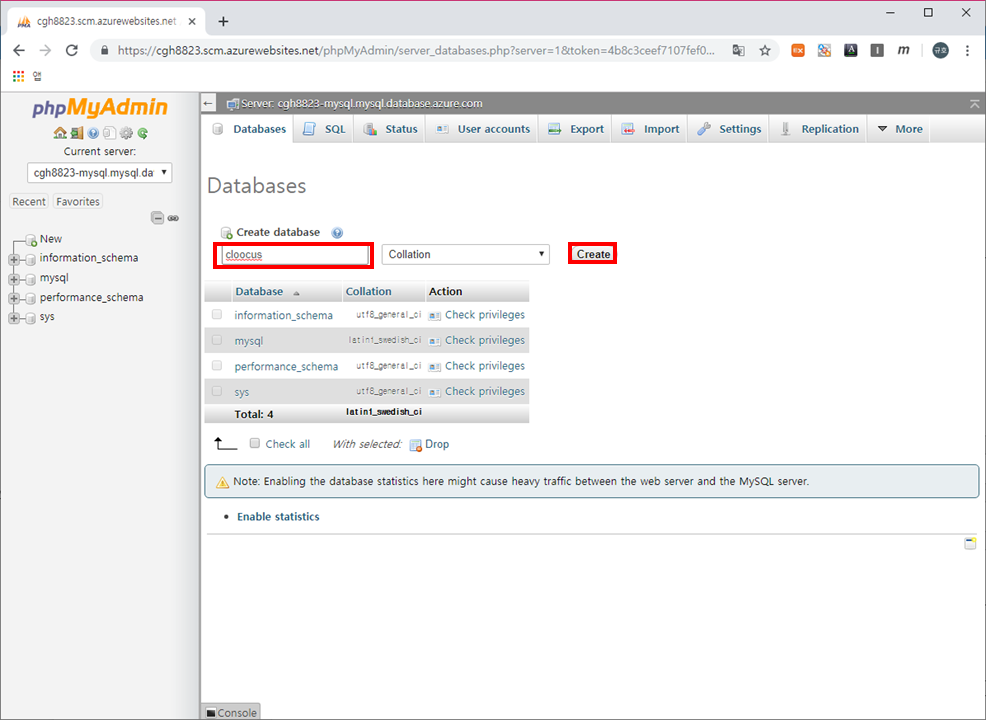 cgh8823.scm.azurewebsites.net
https://cgh8823.scm.azurewebsites.net/phpMyAdmin/server_databases.php?server=1&token=4b8c3ceef7107fef0...
규호
앱
phpMyAdmin
Current server:
cgh8823-mysql.mysql.da
Recent Favorites
New
information_schema
mysql
performance_schema
sys
Server: cgh8823-mysql.mysql.database.azure.com
Databases SQL Status User accounts Export Import Settings Replication More
Databases
Create database
cloocus Collation Create
Database Collation Action
information_schema utf8_general_ci Check privileges
mysql latin1_swedish_ci Check privileges
performance_schema utf8_general_ci Check privileges
sys utf8_general_ci Check privileges
Total: 4 latin1_swedish_ci
Check all With selected: Drop
Note: Enabling the database statistics here might cause heavy traffic between the web server and the MySQL server.
• Enable statistics
Console